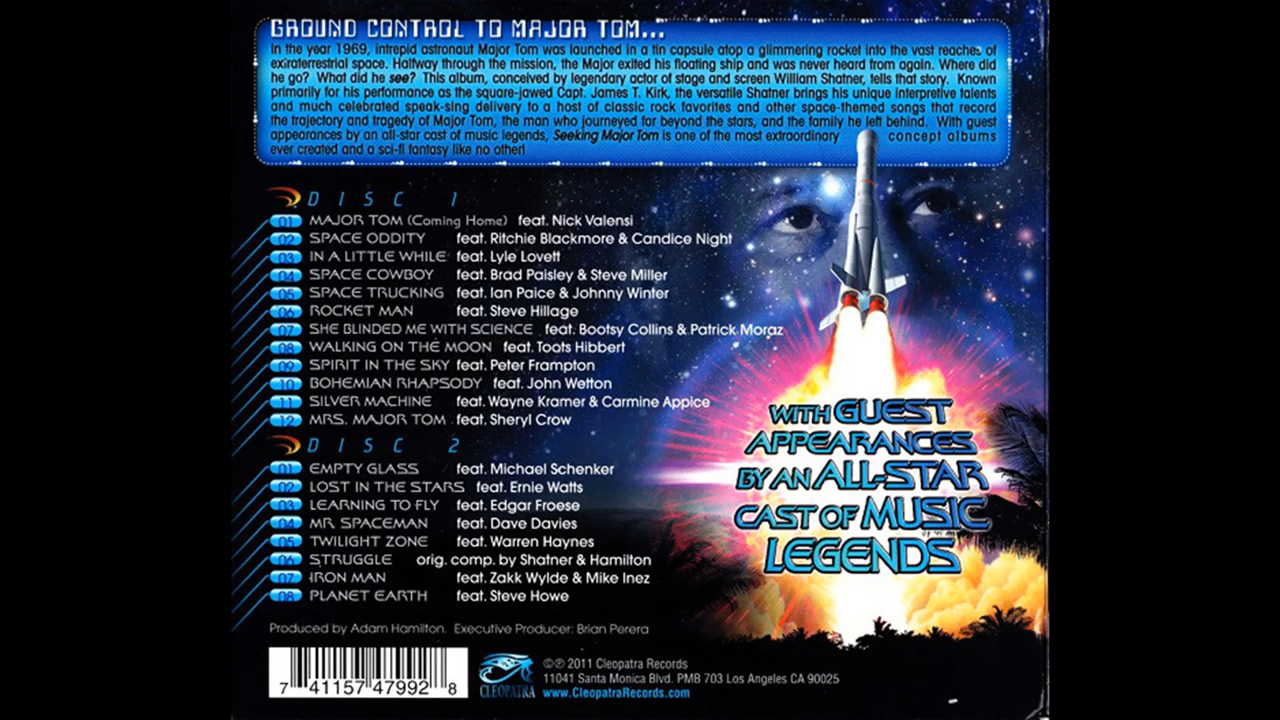 GROUND CONTROL TO MAJOR TOM...
In the year 1969, intrepid astronaut Major Tom was launched in a tin capsule atop a glimmering rocket into the vast reaches of
extraterrestrial space. Halfway through the mission, the Major exited his floating ship and was never heard from again. Where did
he go? What did he see? This album, conceived by legendary actor of stage and screen William Shatner, tells that story. Known
primarily for his performance as the square-jawed Capt. James T. Kirk, the versatile Shatner brings his unique interpretive talents
and much celebrated speak-sing delivery to a host of classic rock favorites and other space-themed songs that record
the trajectory and tragedy of Major Tom, the man who journeyed far beyond the stars, and the family he left behind. With guest
appearances by an all-star cast of music legends, Seeking Major Tom is one of the most extraordinary concept albums
ever created and a sci-fi fantasy like no other!
DISC 1
01 MAJOR TOM (Coming Home) feat. Nick Valensi
02 SPACE ODDITY feat. Ritchie Blackmore & Candice Night
03 IN A LITTLE WHILE feat. Lyle Lovett
04 SPACE COWBOY feat. Brad Paisley & Steve Miller
05 SPACE TRUCKING feat. Ian Paice & Johnny Winter
06 ROCKET MAN feat. Steve Hillage
07 SHE BLINDED ME WITH SCIENCE feat. Bootsy Collins & Patrick Moraz
08 WALKING ON THE MOON feat. Toots Hibbert
09 SPIRIT IN THE SKY feat. Peter Frampton
10 BOHEMIAN RHAPSODY feat. John Wetton
11 SILVER MACHINE feat. Wayne Kramer & Carmine Appice
12 MRS. MAJOR TOM feat. Sheryl Crow
DISC 2
01 EMPTY GLASS feat. Michael Schenker
02 LOST IN THE STARS feat. Ernie Watts
03 LEARNING TO FLY feat. Edgar Froese
04 MR. SPACEMAN feat. Dave Davies
05 TWILIGHT ZONE feat. Warren Haynes
06 STRUGGLE orig. comp. by Shatner & Hamilton
07 IRON MAN feat. Zakk Wylde & Mike Inez
08 PLANET EARTH feat. Steve Howe
WITH GUEST
APPEARANCES
BY AN ALL-STAR
CAST OF MUSIC
LEGENDS
Produced by Adam Hamilton. Executive Producer: Brian Perera
7 41157 47992 8
CLEOPATRA
©℗ 2011 Cleopatra Records
11041 Santa Monica Blvd. PMB 703 Los Angeles CA 90025
www.CleopatraRecords.com